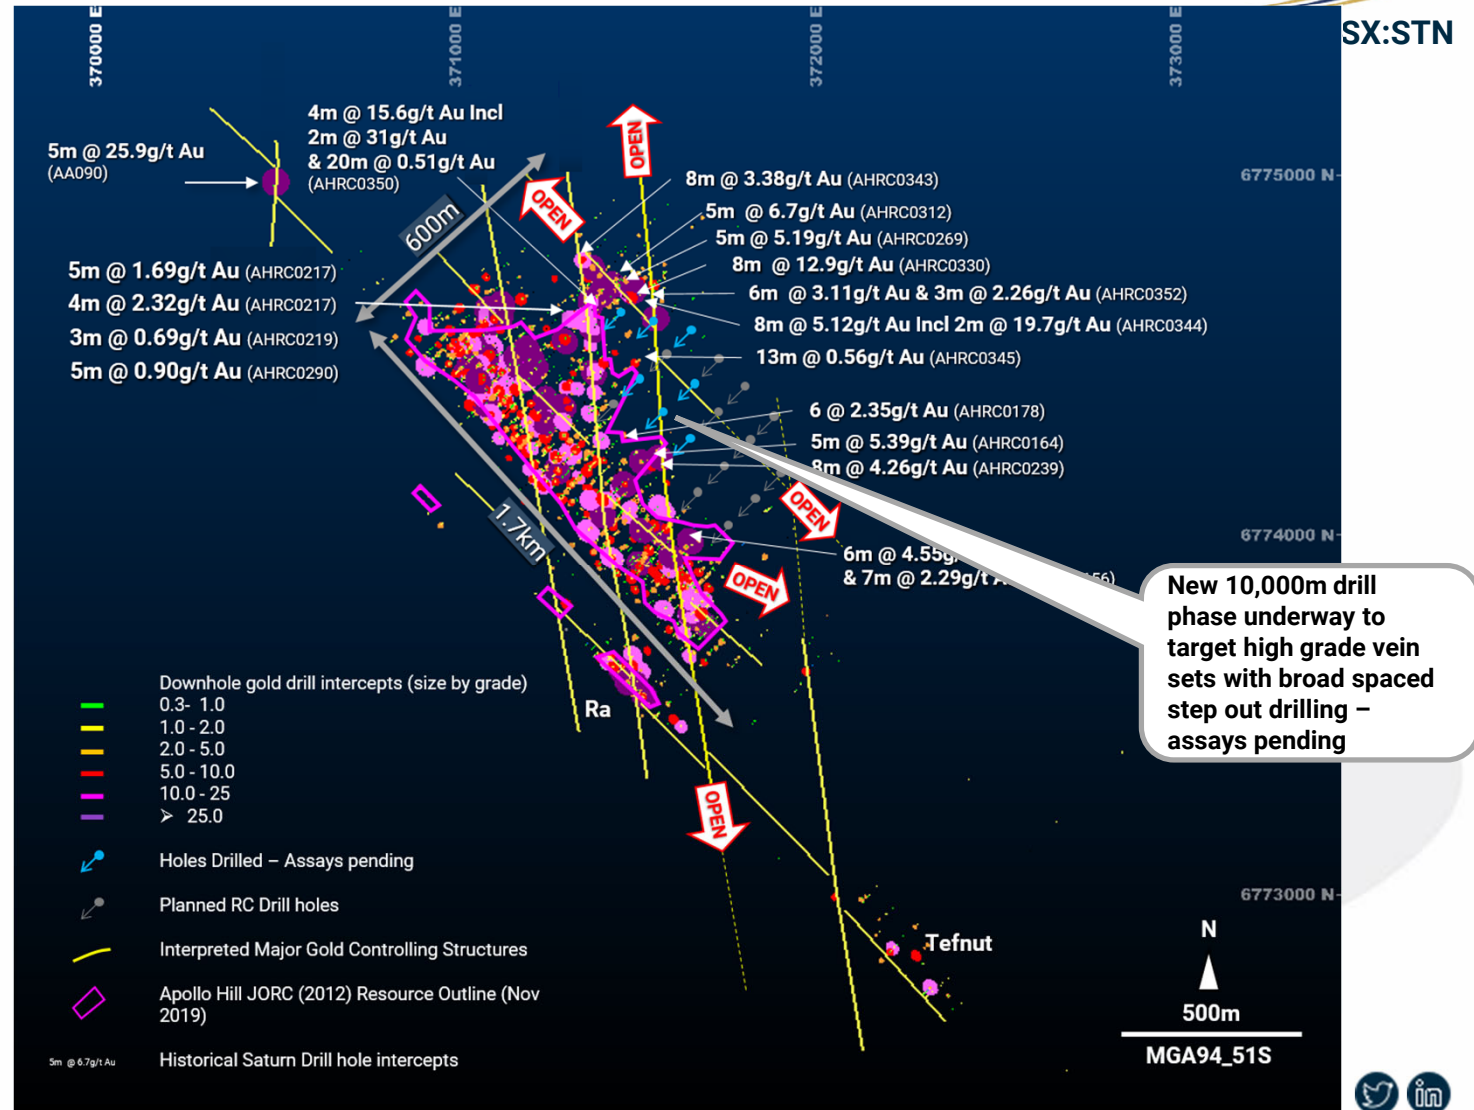 SX:STN
370000 E
371000 E
372000 E
373000 E
6775000 N
6774000 N
6773000 N
5m @ 25.9g/t Au
(AA090)
4m @ 15.6g/t Au Incl
2m @ 31g/t Au
& 20m @ 0.51g/t Au
(AHRC0350)
600m
OPEN
OPEN
8m @ 3.38g/t Au (AHRC0343)
5m @ 6.7g/t Au (AHRC0312)
5m @ 5.19g/t Au (AHRC0269)
8m @ 12.9g/t Au (AHRC0330)
6m @ 3.11g/t Au & 3m @ 2.26g/t Au (AHRC0352)
8m @ 5.12g/t Au Incl 2m @ 19.7g/t Au (AHRC0344)
13m @ 0.56g/t Au (AHRC0345)
5m @ 1.69g/t Au (AHRC0217)
4m @ 2.32g/t Au (AHRC0217)
3m @ 0.69g/t Au (AHRC0219)
5m @ 0.90g/t Au (AHRC0290)
6 @ 2.35g/t Au (AHRC0178)
5m @ 5.39g/t Au (AHRC0164)
8m @ 4.26g/t Au (AHRC0239)
1.7km
OPEN
6m @ 4.55g/
& 7m @ 2.29g/t A
OPEN
New 10,000m drill
phase underway to
target high grade vein
sets with broad spaced
step out drilling –
assays pending
Ra
OPEN
Tefnut
Downhole gold drill intercepts (size by grade)
0.3- 1.0
1.0 - 2.0
2.0 - 5.0
5.0 - 10.0
10.0 - 25
➢ 25.0
Holes Drilled – Assays pending
Planned RC Drill holes
Interpreted Major Gold Controlling Structures
Apollo Hill JORC (2012) Resource Outline (Nov
2019)
5m @ 6.7g/t Au
Historical Saturn Drill hole intercepts
N
500m
MGA94_51S
in